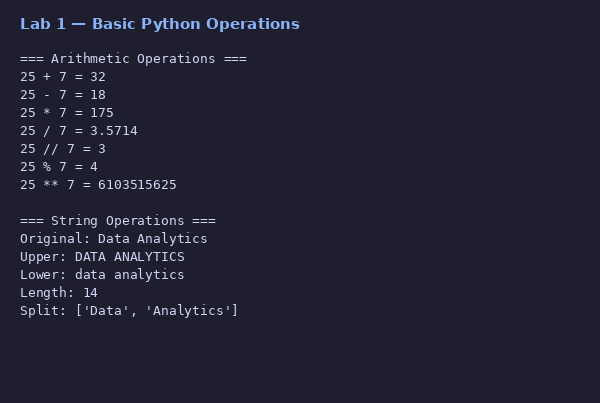 Lab 1 — Basic Python Operations
=== Arithmetic Operations ===
25 + 7 = 32
25 - 7 = 18
25 * 7 = 175
25 / 7 = 3.5714
25 // 7 = 3
25 % 7 = 4
25 ** 7 = 6103515625
=== String Operations ===
Original: Data Analytics
Upper: DATA ANALYTICS
Lower: data analytics
Length: 14
Split: ['Data', 'Analytics']